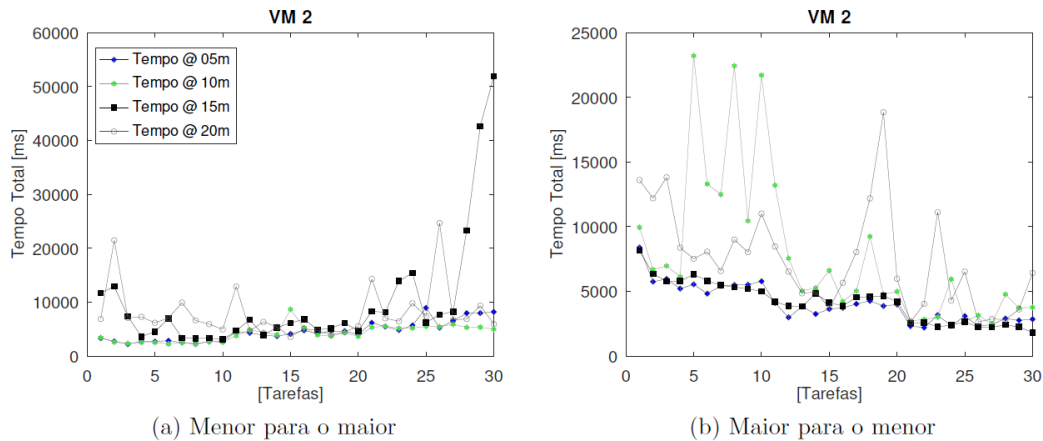 VM 2
60000
50000
40000
30000
20000
10000
0
Tempo Total [ms]
Tempo @ 05m
Tempo @ 10m
Tempo @ 15m
Tempo @ 20m
0 5 10 15 20 25 30
[Tarefas]
(a) Menor para o maior
VM 2
25000
20000
15000
10000
5000
0
Tempo Total [ms]
0 5 10 15 20 25 30
[Tarefas]
(b) Maior para o menor